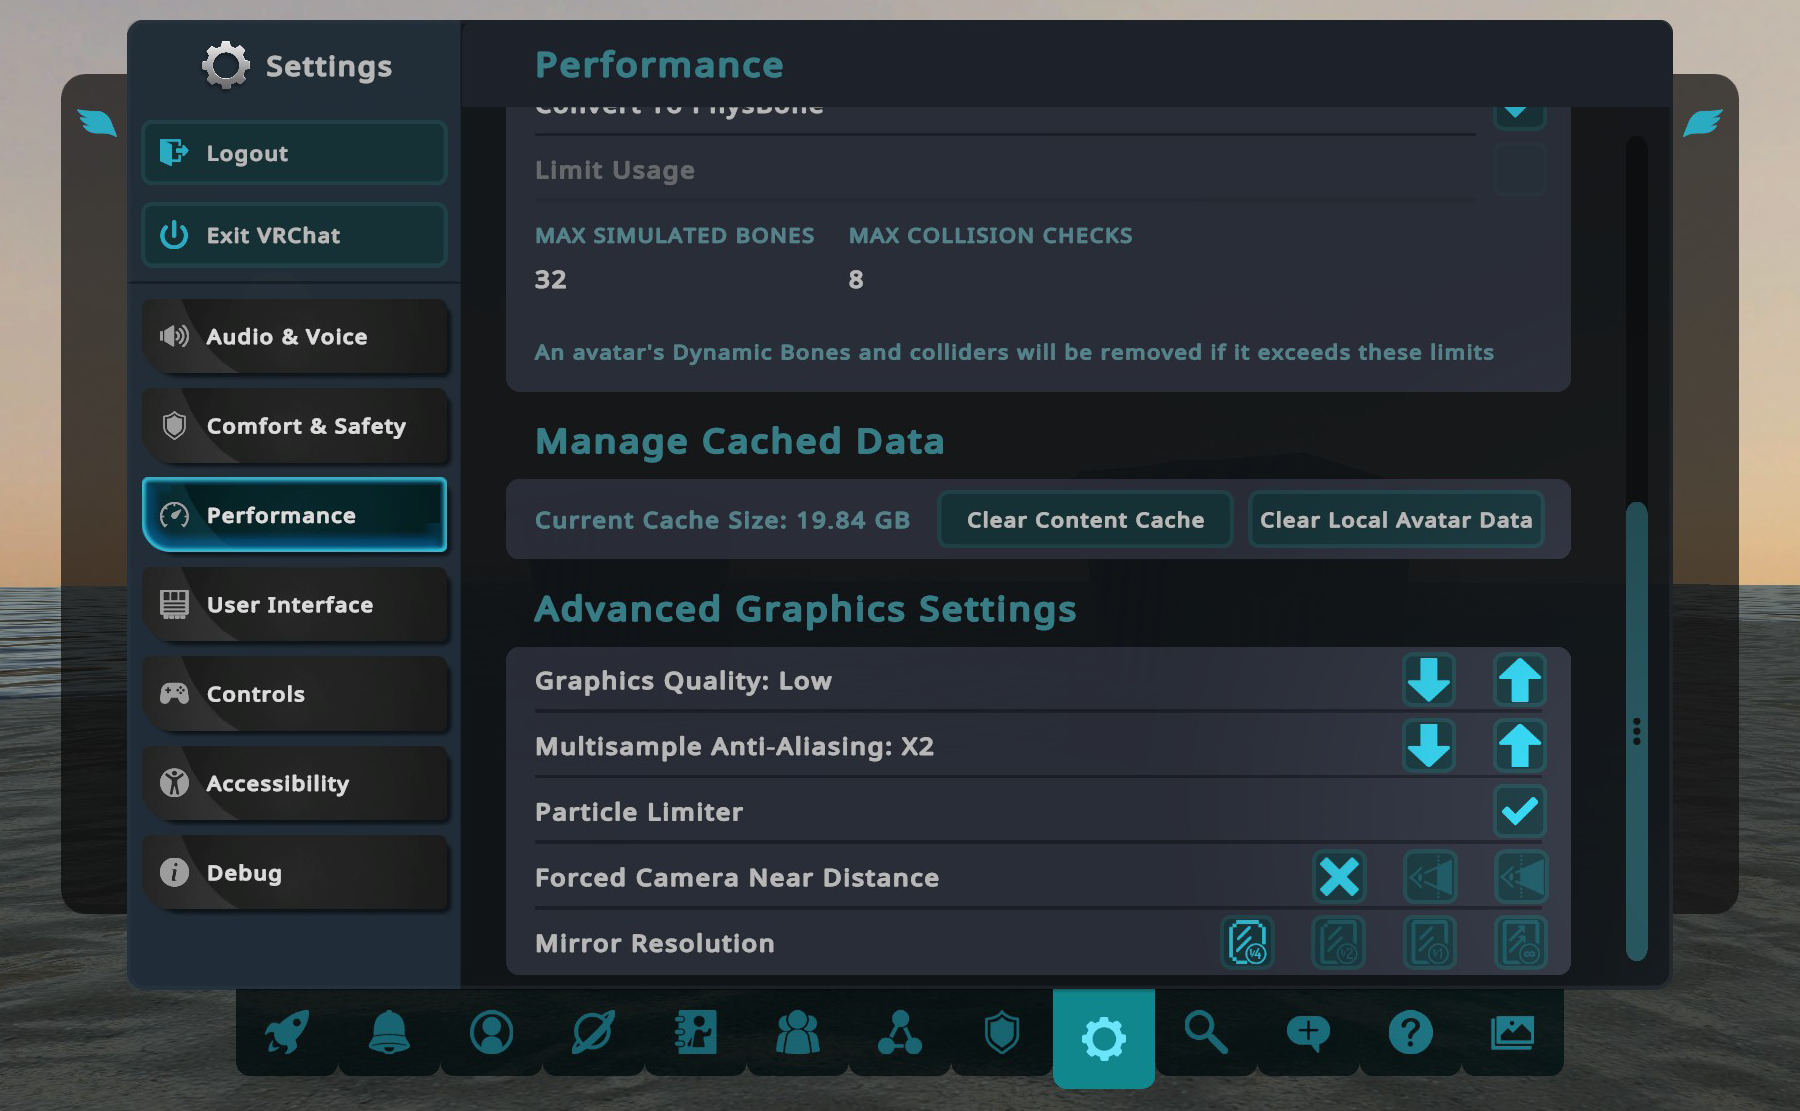 Settings
Logout
Exit VRChat
Audio & Voice
Comfort & Safety
Performance
User Interface
Controls
Accessibility
Debug
Performance
Convert To PhysBone
Limit Usage
MAX SIMULATED BONES MAX COLLISION CHECKS
32 8
An avatar's Dynamic Bones and colliders will be removed if it exceeds these limits
Manage Cached Data
Current Cache Size: 19.84 GB Clear Content Cache Clear Local Avatar Data
Advanced Graphics Settings
Graphics Quality: Low
Multisample Anti-Aliasing: X2
Particle Limiter
Forced Camera Near Distance
Mirror Resolution